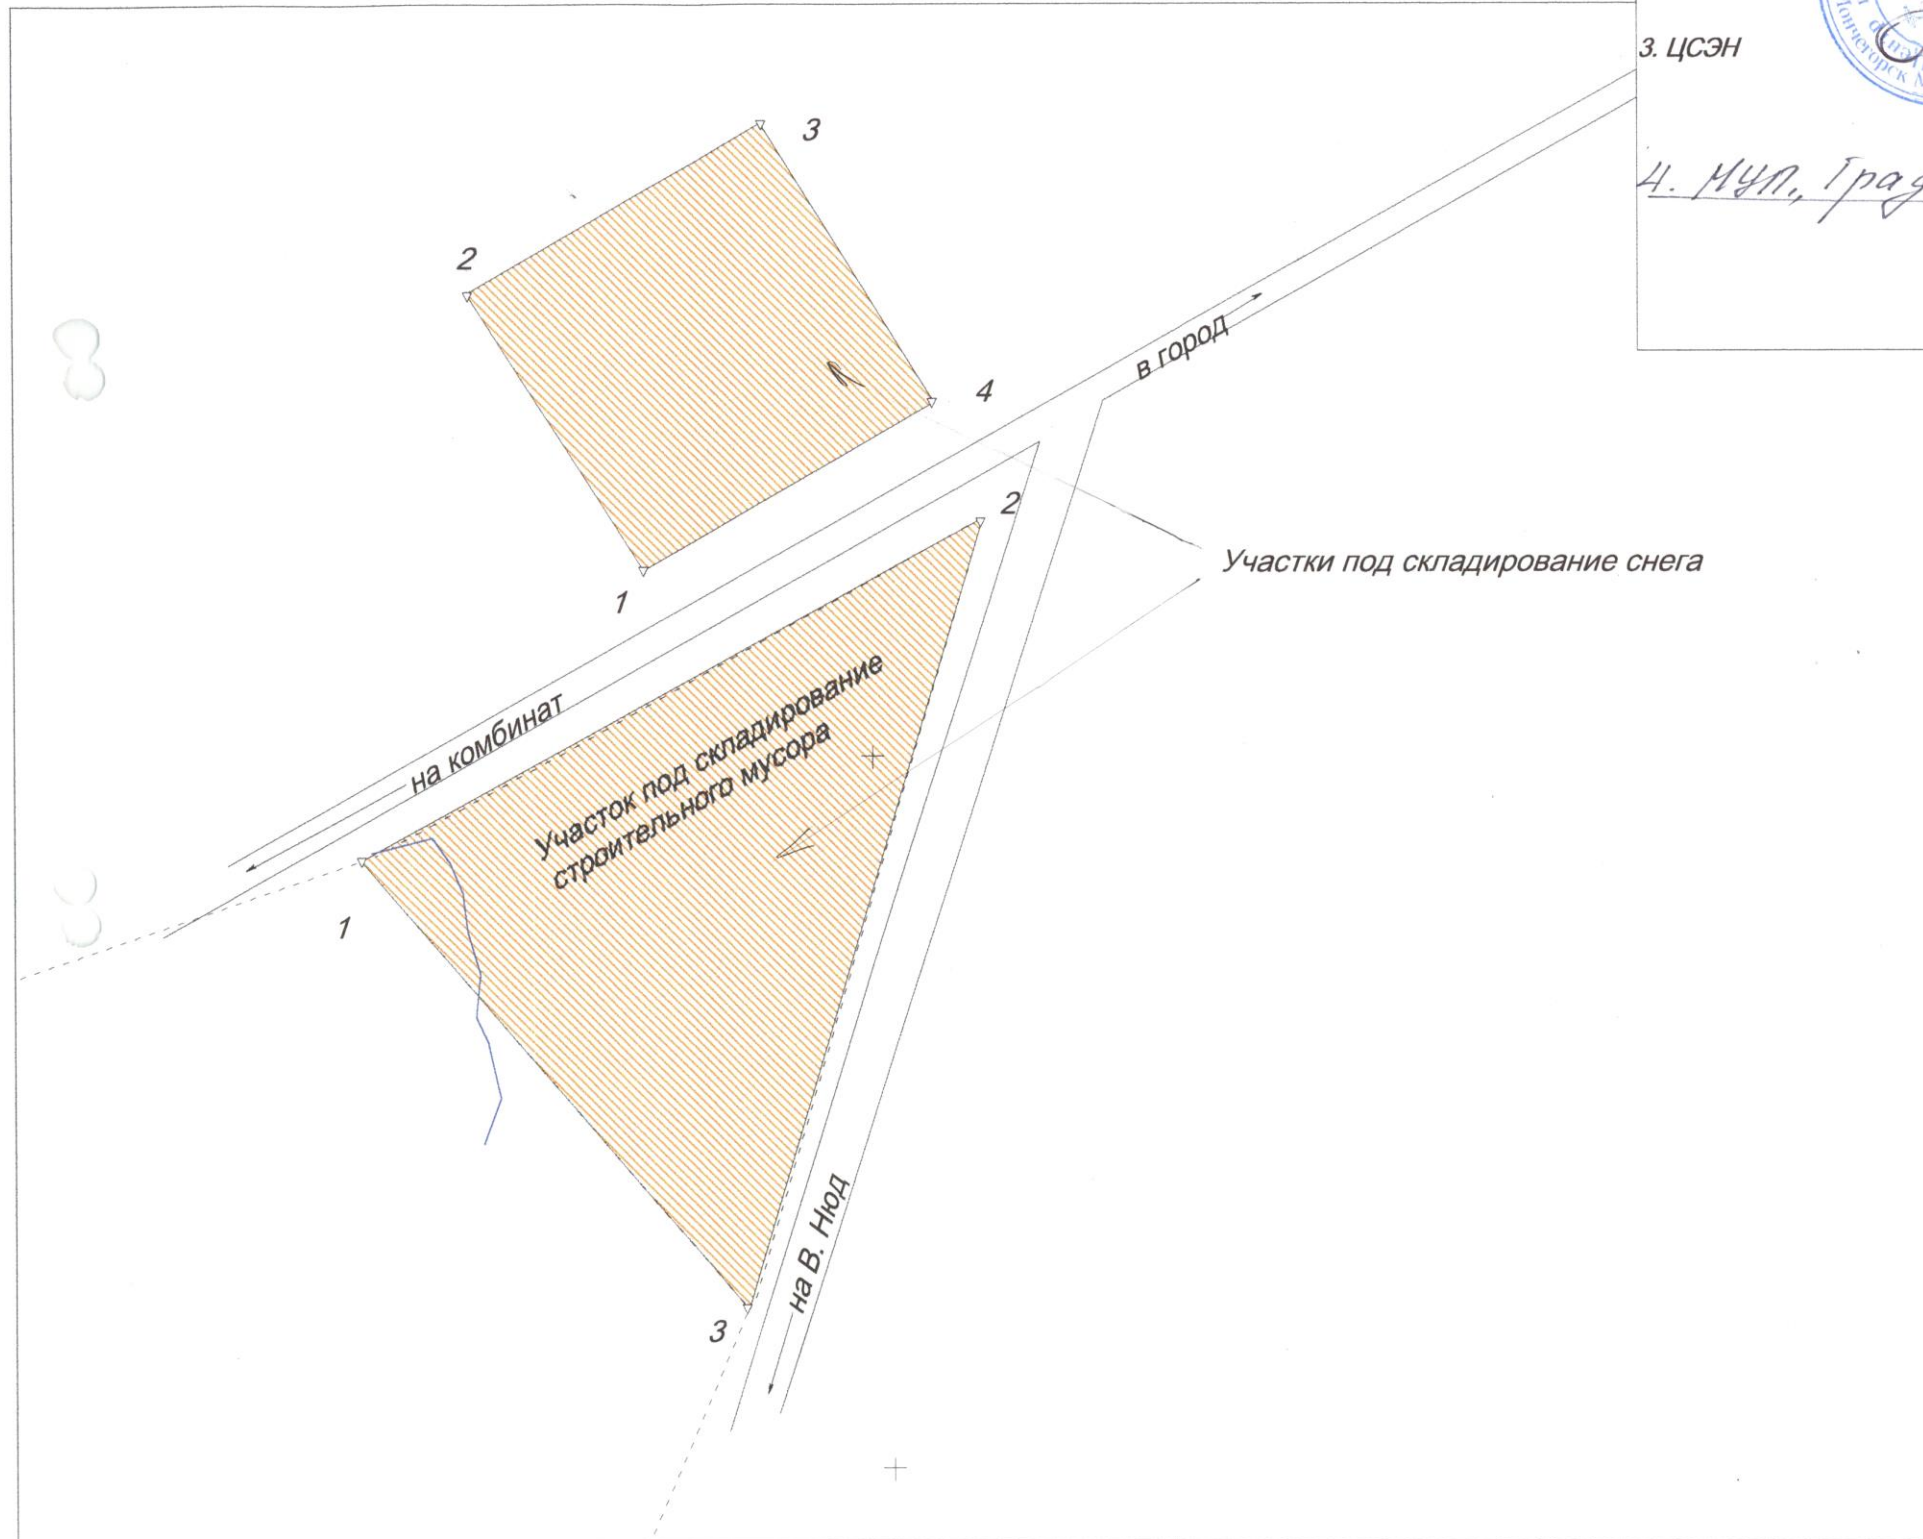 3. ЦСЭН
4. МУП,, Град
3
2
4
1
в город
2
Участки под складирование снега
на комбинат
Участок под складирование
строительного мусора
1
на В. Нюд
3